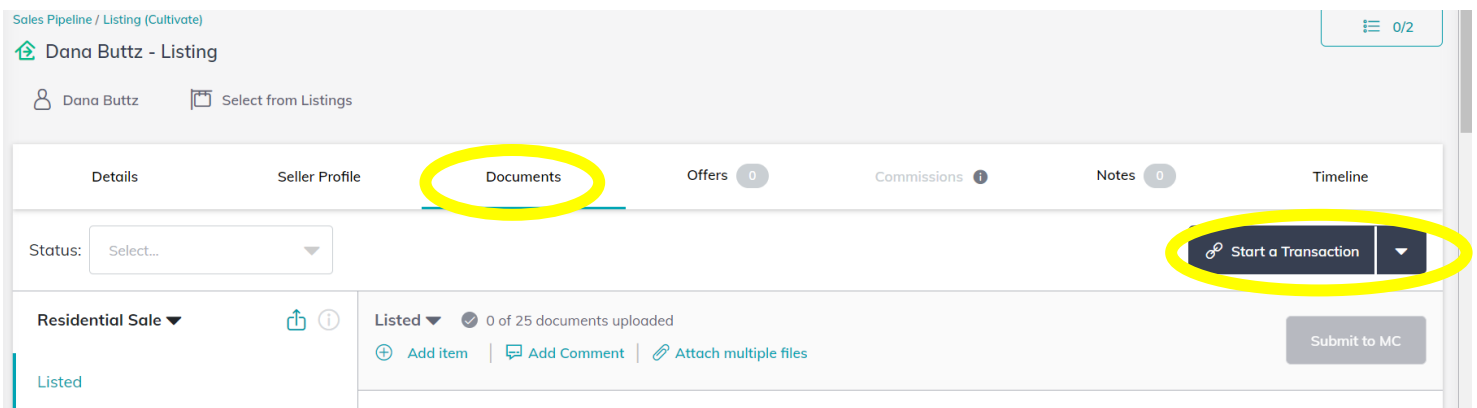 Sales Pipeline / Listing (Cultivate)
0/2
Dana Buttz - Listing
Dana Buttz
Select from Listings
Details
Seller Profile
Documents
Offers 0
Commissions i
Notes 0
Timeline
Status:
Select...
Start a Transaction
Residential Sale
Listed
0 of 25 documents uploaded
Add item
Add Comment
Attach multiple files
Submit to MC
Listed